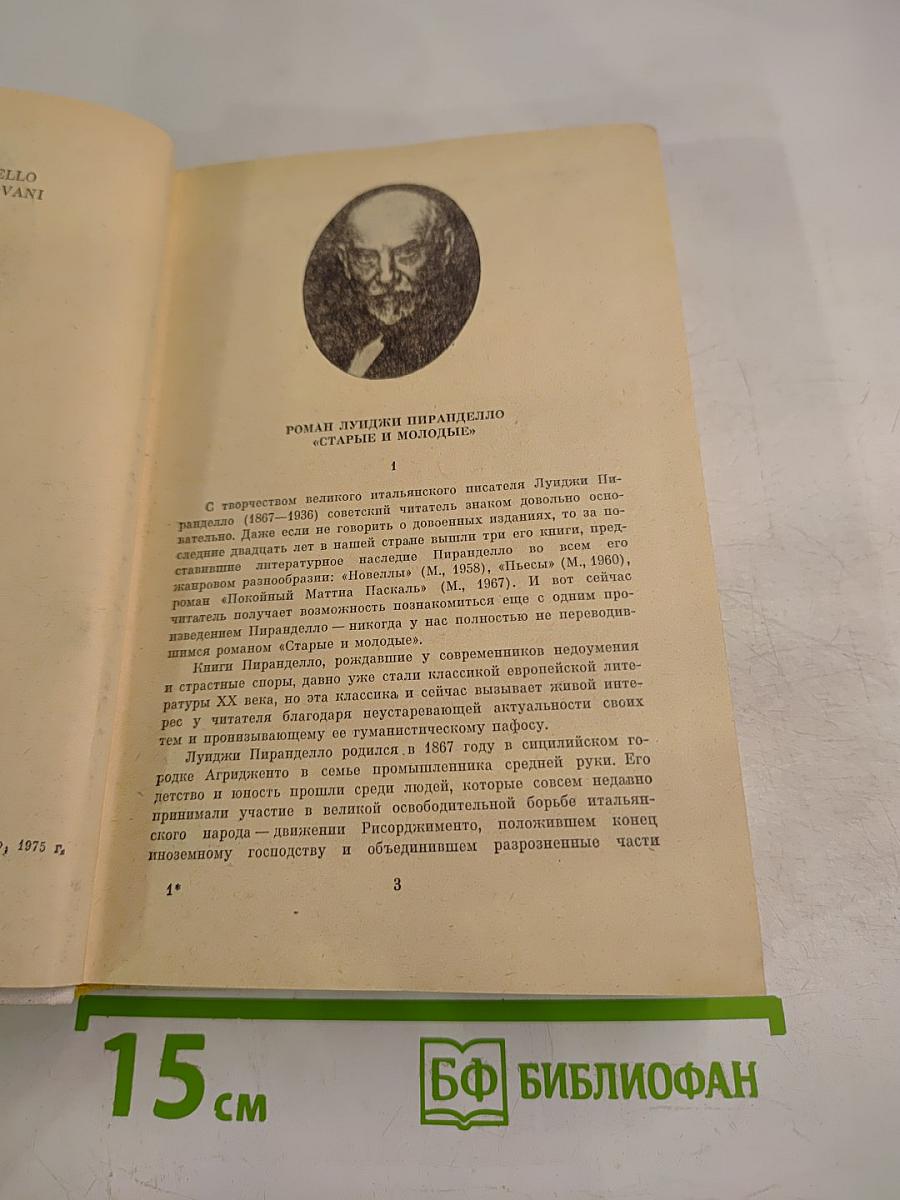 ELLO
OVANI
1975 г.
РОМАН ЛУИДЖИ ПИРАНДЕЛЛО
«СТАРЫЕ И МОЛОДЫЕ»
1
С творчеством великого итальянского писателя Луиджи Пи-
ранделло (1867—1936) советский читатель знаком довольно осно-
вательно. Даже если не говорить о довоенных изданиях, то за по-
следние двадцать лет в нашей стране вышли три его книги, пред-
ставившие литературное наследие Пиранделло во всем его
жанровом разнообразии: «Новеллы» (М., 1958), «Пьесы» (М., 1960),
роман «Покойный Маттиа Паскаль» (М., 1967). И вот сейчас
читатель получает возможность познакомиться еще с одним про-
изведением Пиранделло — никогда у нас полностью не переводив-
шимся романом «Старые и молодые».
Книги Пиранделло, рождавшие у современников недоумения
и страстные споры, давно уже стали классикой европейской лите-
ратуры XX века, но эта классика и сейчас вызывает живой инте-
рес у читателя благодаря неустаревающей актуальности своих
тем и пронизывающему ее гуманистическому пафосу.
Луиджи Пиранделло родился в 1867 году в сицилийском го-
родке Агридженто в семье промышленника средней руки. Его
детство и юность прошли среди людей, которые совсем недавно
принимали участие в великой освободительной борьбе итальян-
ского народа — движении Рисорджименто, положившем конец
иноземному господству и объединившем разрозненные части
1*
3
15 см
БФ БИБЛИОФАН